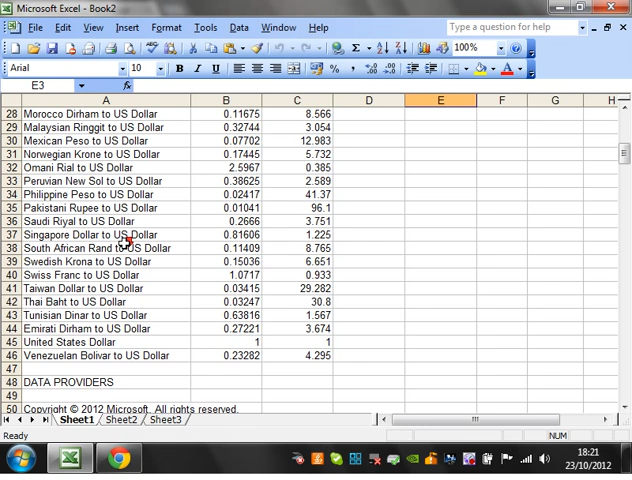 Microsoft Excel - Book2
File Edit View Insert Format Tools Data Window Help Type a question for help
Σ 100%
Arial 10 B I U % ,
E3 fx
A B C D E F G H
28 Morocco Dirham to US Dollar 0.11675 8.566
29 Malaysian Ringgit to US Dollar 0.32744 3.054
30 Mexican Peso to US Dollar 0.07702 12.983
31 Norwegian Krone to US Dollar 0.17445 5.732
32 Omani Rial to US Dollar 2.5967 0.385
33 Peruvian New Sol to US Dollar 0.38625 2.589
34 Philippine Peso to US Dollar 0.02417 41.37
35 Pakistani Rupee to US Dollar 0.01041 96.1
36 Saudi Riyal to US Dollar 0.2666 3.751
37 Singapore Dollar to US Dollar 0.81606 1.225
38 South African Rand to US Dollar 0.11409 8.765
39 Swedish Krona to US Dollar 0.15036 6.651
40 Swiss Franc to US Dollar 1.0717 0.933
41 Taiwan Dollar to US Dollar 0.03415 29.282
42 Thai Baht to US Dollar 0.03247 30.8
43 Tunisian Dinar to US Dollar 0.63816 1.567
44 Emirati Dirham to US Dollar 0.27221 3.674
45 United States Dollar 1 1
46 Venezuelan Bolivar to US Dollar 0.23282 4.295
47
48 DATA PROVIDERS
49
50 Copyright © 2012 Microsoft. All rights reserved.
Sheet1 Sheet2 Sheet3
Ready NUM
18:21
23/10/2012